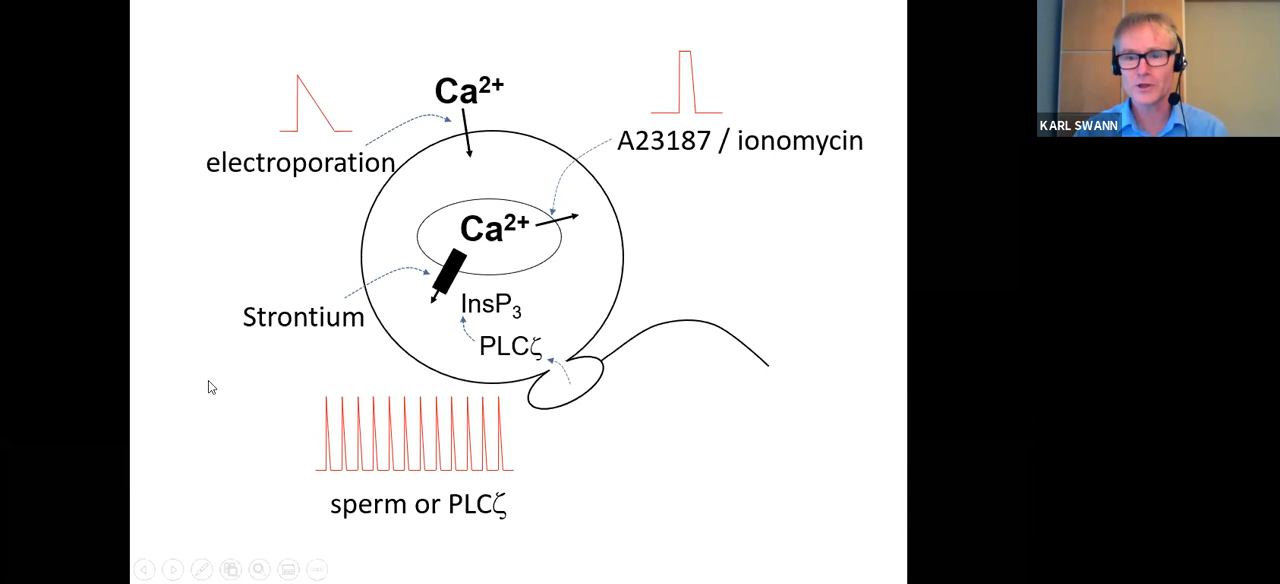 Ca²⁺
electroporation
A23187 / ionomycin
Ca²⁺
Strontium
InsP₃
PLCζ
sperm or PLCζ
KARL SWANN